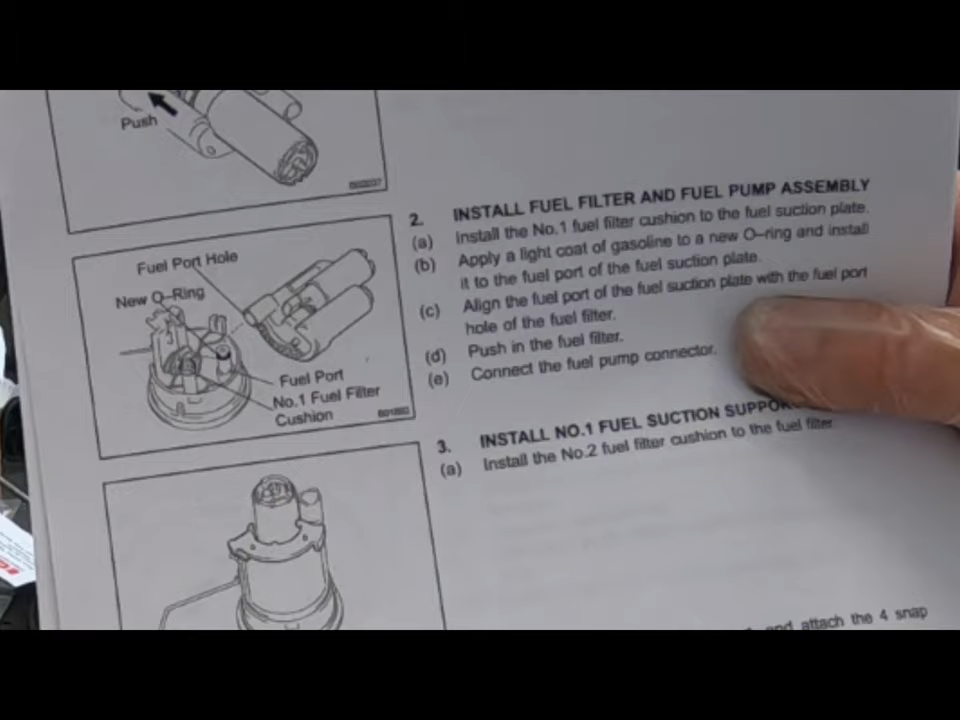 Push
2. INSTALL FUEL FILTER AND FUEL PUMP ASSEMBLY
(a) Install the No.1 fuel filter cushion to the fuel suction plate.
(b) Apply a light coat of gasoline to a new O–ring and install
it to the fuel port of the fuel suction plate.
(c) Align the fuel port of the fuel suction plate with the fuel port
hole of the fuel filter.
(d) Push in the fuel filter.
(e) Connect the fuel pump connector.
Fuel Port Hole
New O–Ring
Fuel Port
No.1 Fuel Filter
Cushion
3. INSTALL NO.1 FUEL SUCTION
(a) Install the No.2 fuel filter cushion to the fuel filter
and attach the 4 snap